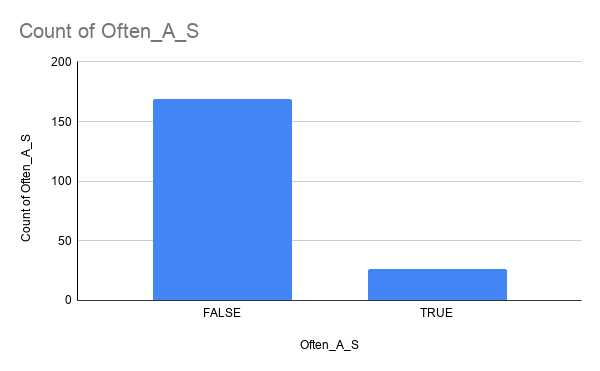 Count of Often_A_S
200
150
100
50
0
Count of Often_A_S
FALSE
TRUE
Often_A_S